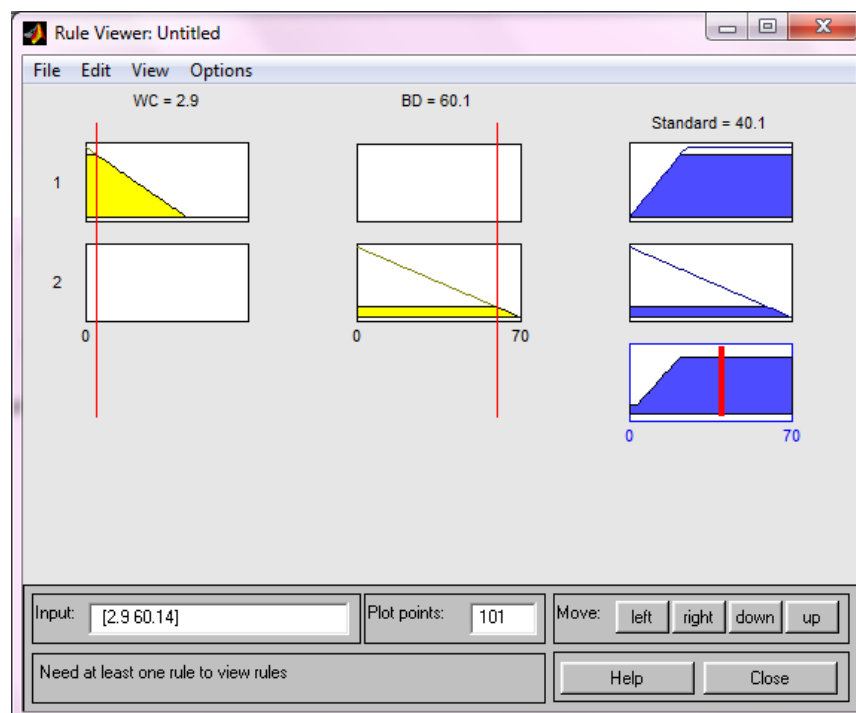 Rule Viewer: Untitled
File Edit View Options
WC = 2.9 BD = 60.1
Standard = 40.1
1
2
0 0 70
0 70
Input: [2.9 60.14] Plot points: 101 Move: left right down up
Need at least one rule to view rules Help Close